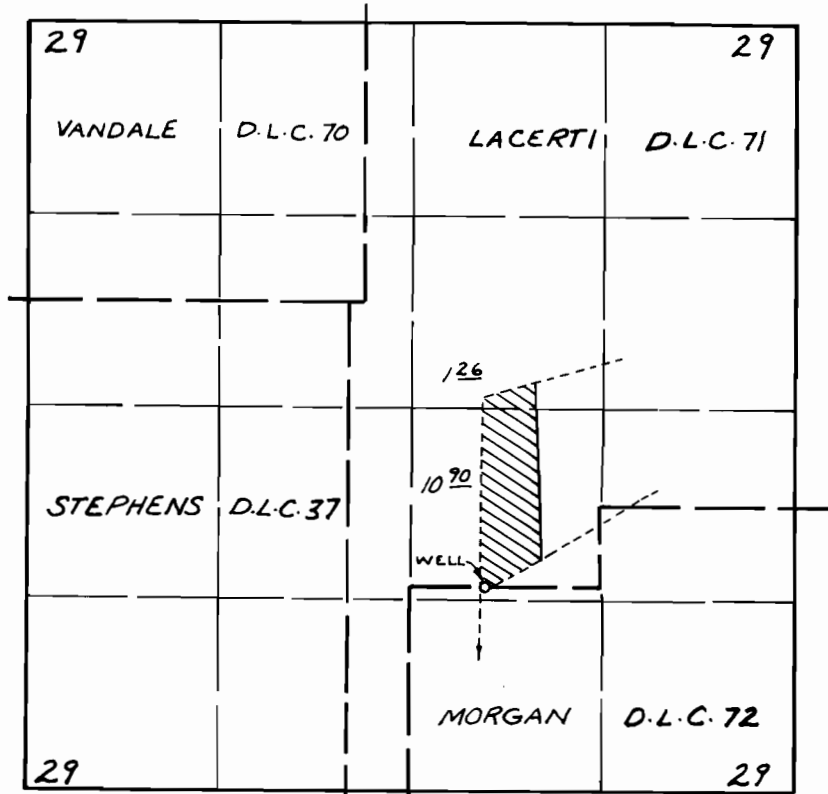 29 29
VANDALE D.L.C. 70 LACERTI D.L.C. 71
1 26
10 90
STEPHENS D.L.C. 37
WELL
MORGAN D.L.C. 72
29 29